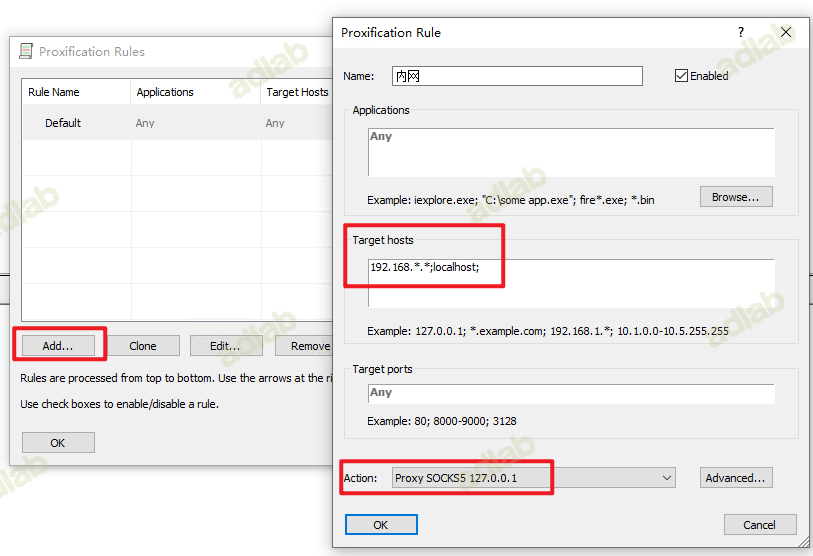 Proxification Rules
Rule Name Applications Target Hosts
Default Any Any
Add... Clone Edit... Remove
Rules are processed from top to bottom. Use the arrows at the ri
Use check boxes to enable/disable a rule.
OK
Proxification Rule
? X
Name: 内网 Enabled
Applications
Any
Example: iexplore.exe; "C:\some app.exe"; fire*.exe; *.bin Browse...
Target hosts
192.168.*.*;localhost;
Example: 127.0.0.1; *.example.com; 192.168.1.*; 10.1.0.0-10.5.255.255
Target ports
Any
Example: 80; 8000-9000; 3128
Action: Proxy SOCKS5 127.0.0.1 Advanced...
OK Cancel
adlab
adlab
adlab
adlab
adlab
adlab
adlab
adlab
adlab